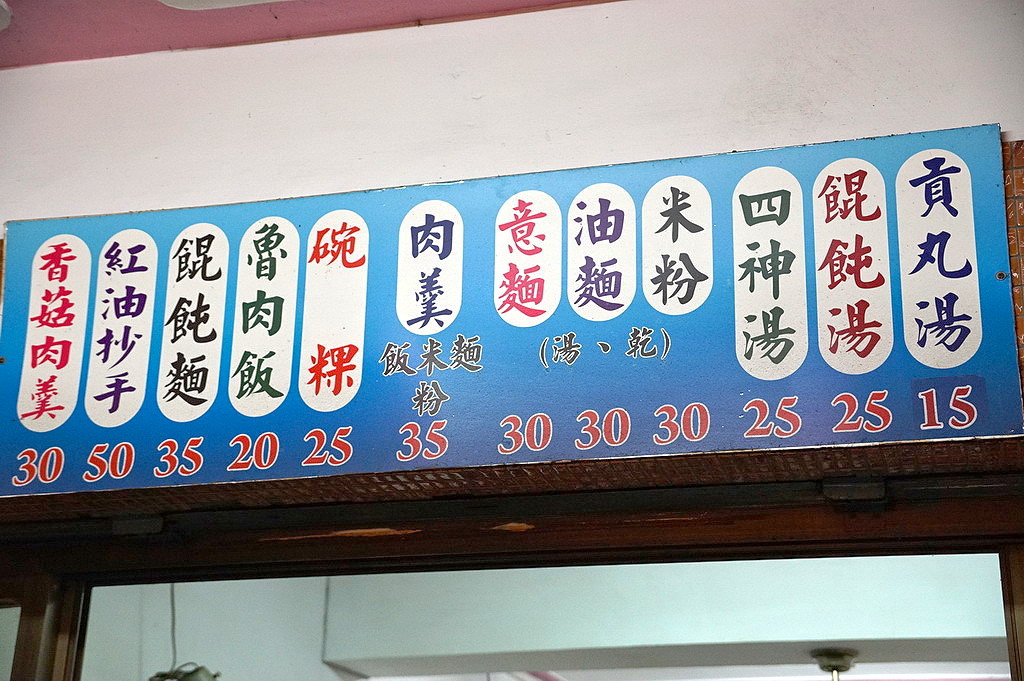 香菇肉羹
30
紅油抄手
50
餛飩麵
35
魯肉飯
20
碗粿
25
肉羹
飯米粉麵
35
意麵
30
油麵
30
米粉
30
(湯、乾)
四神湯
25
餛飩湯
25
貢丸湯
15